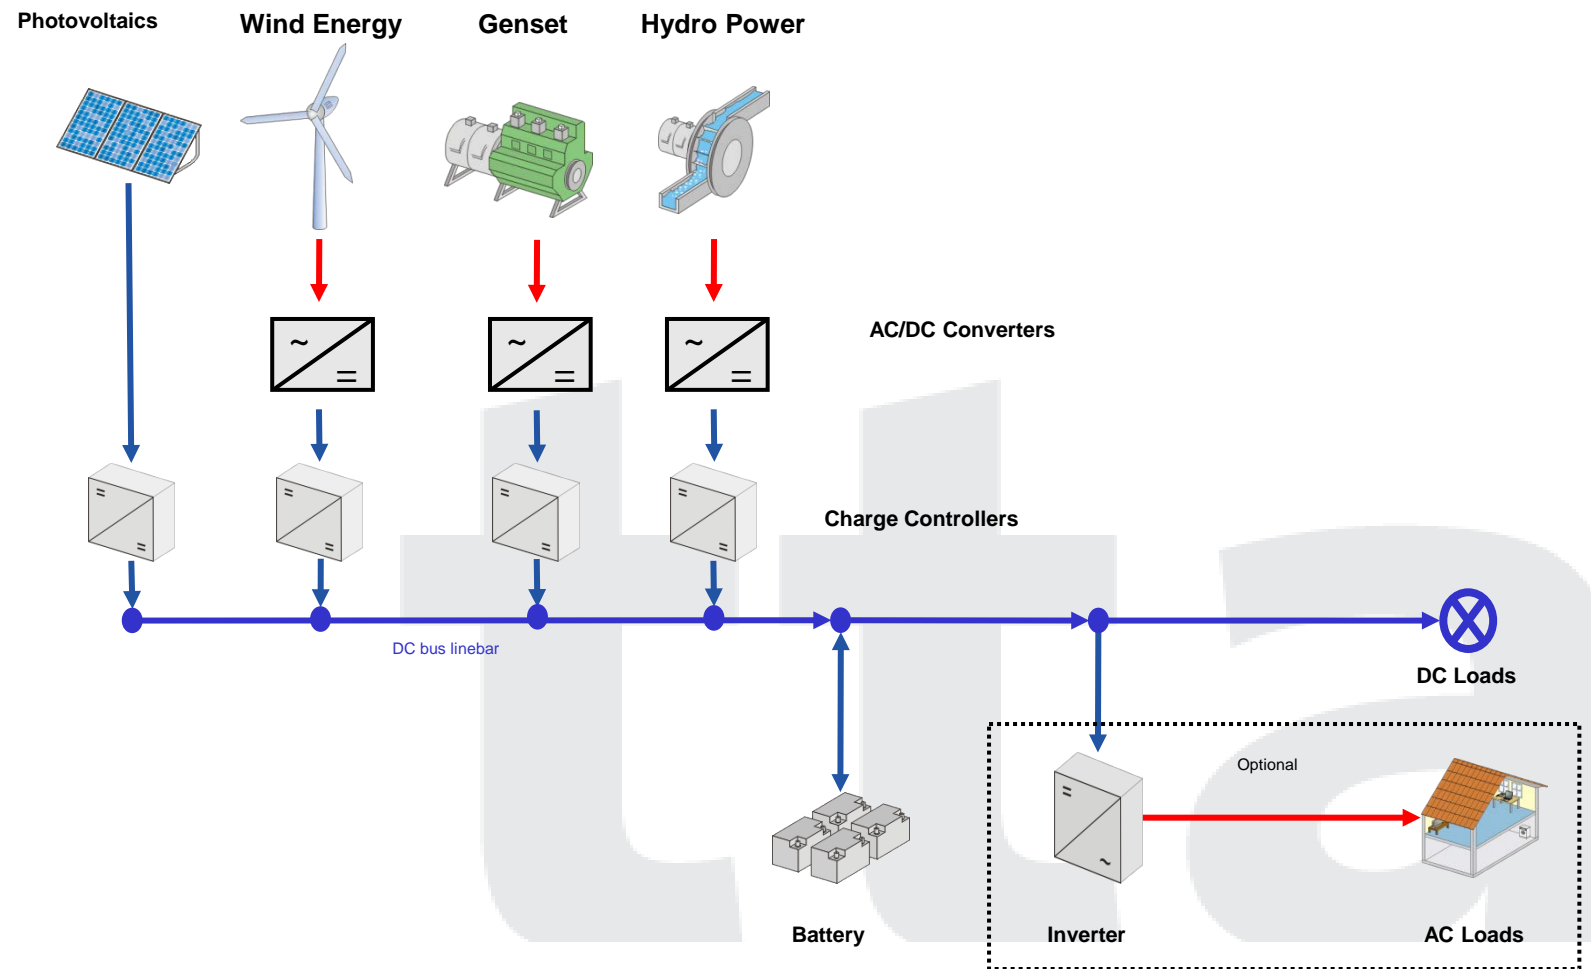 Photovoltaics
Wind Energy
Genset
Hydro Power
~
=
~
=
~
=
AC/DC Converters
=
=
=
=
=
=
=
=
Charge Controllers
DC bus linebar
DC Loads
Optional
=
~
Battery
Inverter
AC Loads
tta